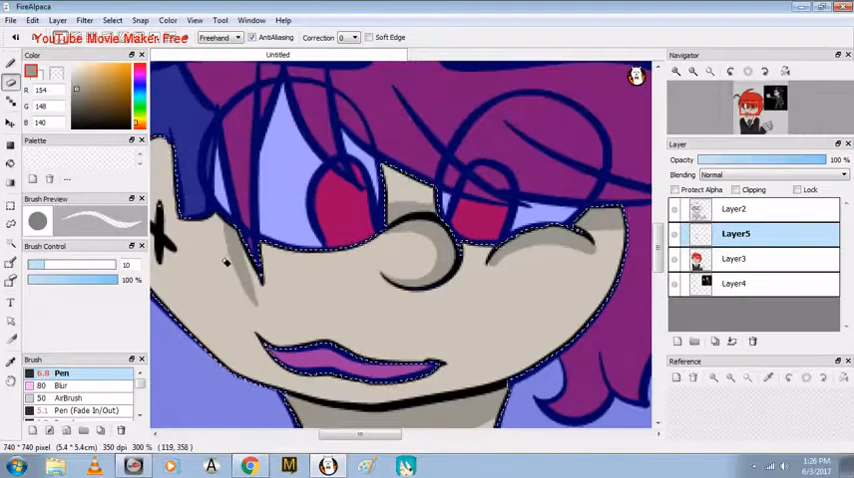 FireAlpaca
File Edit Layer Filter Select Snap Color View Tool Window Help
YouTube Movie Maker Free
Freehand AntiAliasing Correction 0 Soft Edge
Color
Untitled
Navigator
R 154
G 148
B 140
Palette
Layer
Opacity 100 %
Blending Normal
Protect Alpha Clipping Lock
Brush Preview
Layer2
Layer5
Layer3
Layer4
Brush Control
10
100 %
Reference
Brush
6.8 Pen
80 Blur
50 AirBrush
5.1 Pen (Fade In/Out)
740 * 740 pixel (5.4 * 5.4cm) 350 dpi 300 % (119, 358)
1:26 PM
6/3/2017